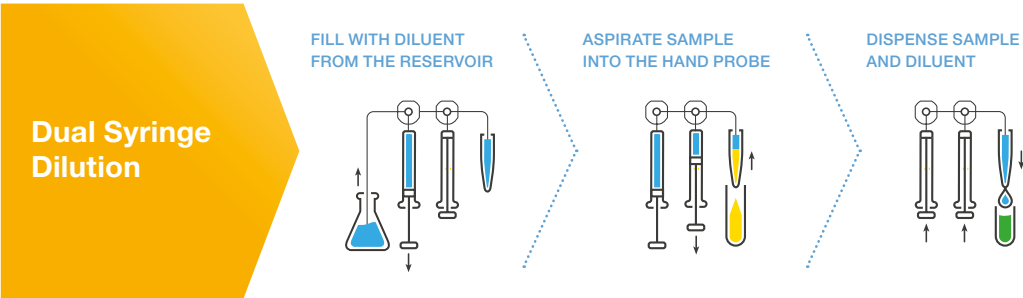 Dual Syringe
Dilution
FILL WITH DILUENT
FROM THE RESERVOIR
ASPIRATE SAMPLE
INTO THE HAND PROBE
DISPENSE SAMPLE
AND DILUENT